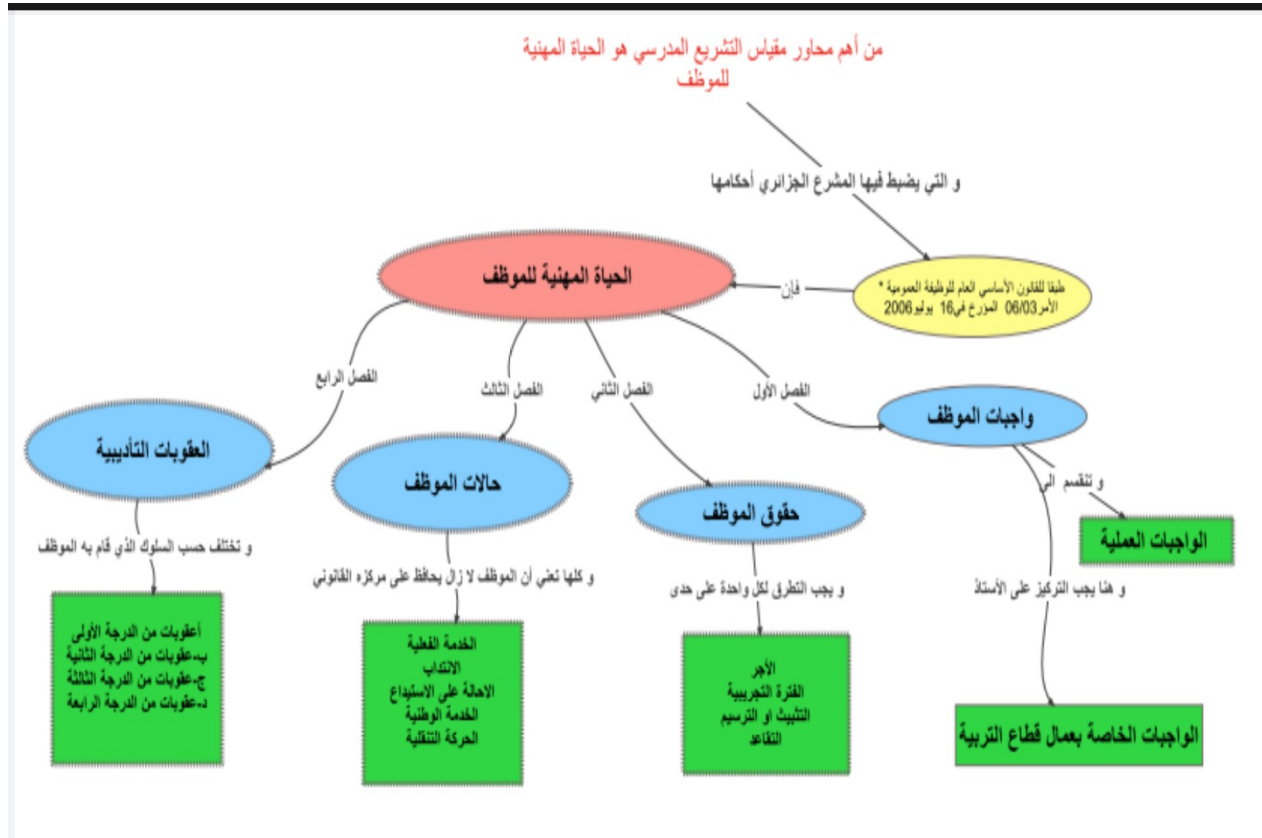 من أهم محاور مقياس التشريع المدرسي هو الحياة المهنية
للموظف
و التي يضبط فيها المشرع الجزائري أحكامها
طبقا للقانون الأساسي العام للوظيفة العمومية *
الأمر06/03 المؤرخ في16 يوليو2006
فإن
الحياة المهنية للموظف
الفصل الأول
الفصل الثاني
الفصل الثالث
الفصل الرابع
واجبات الموظف
و تنقسم الى
الواجبات العملية
و هنا يجب التركيز على الأستاذ
الواجبات الخاصة بعمال قطاع التربية
حقوق الموظف
و يجب التطرق لكل واحدة على حدى
الأجر
الفترة التجريبية
التثبيث او الترسيم
التقاعد
حالات الموظف
و كلها تعني أن الموظف لا زال يحافظ على مركزه القانوني
الخدمة الفعلية
الانتداب
الاحالة على الاستيداع
الخدمة الوطنية
الحركة التنقلية
العقوبات التأديبية
و تختلف حسب السلوك الذي قام به الموظف
أعقوبات من الدرجة الأولى
ب-عقوبات من الدرجة الثانية
ج-عقوبات من الدرجة الثالثة
د-عقوبات من الدرجة الرابعة